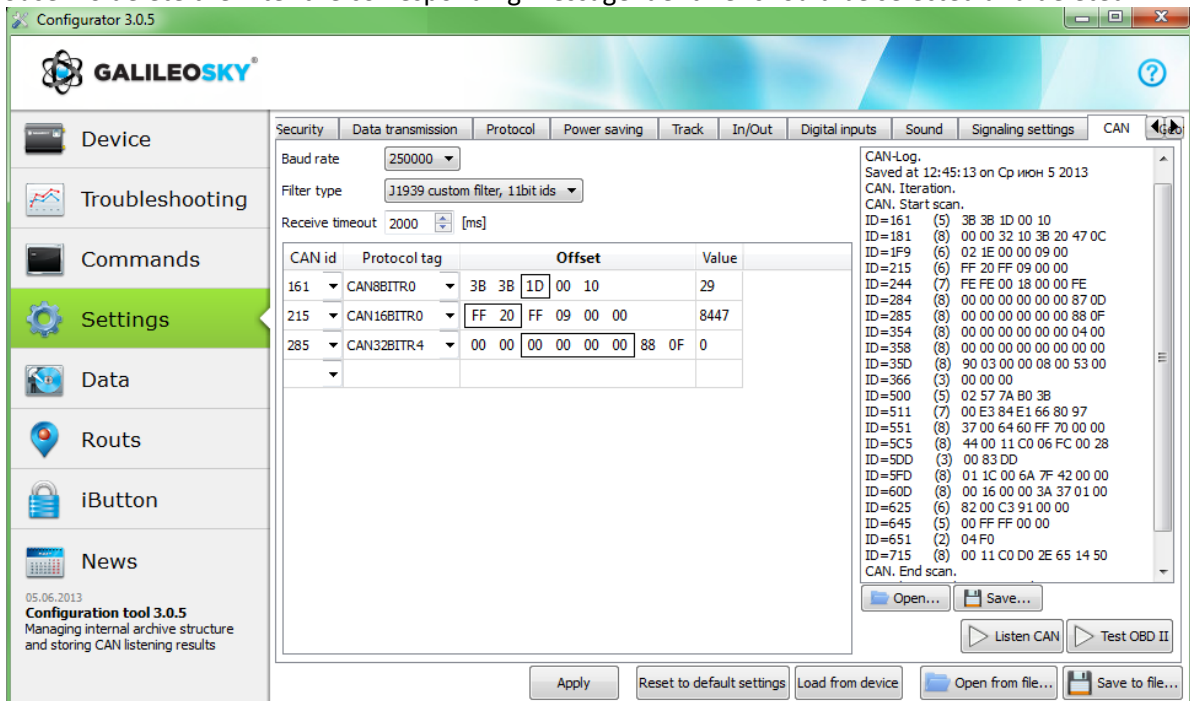 Configurator 3.0.5
GALILEOSKY®
Device
Troubleshooting
Commands
Settings
Data
Routs
iButton
News
05.06.2013
Configuration tool 3.0.5
Managing internal archive structure
and storing CAN listening results
Security Data transmission Protocol Power saving Track In/Out Digital inputs Sound Signaling settings CAN
Baud rate 250000
Filter type J1939 custom filter, 11bit ids
Receive timeout 2000 [ms]
CAN id Protocol tag Offset Value
161 CAN8BITR0 3B 3B 1D 00 10 29
215 CAN16BITR0 FF 20 FF 09 00 00 8447
285 CAN32BITR4 00 00 00 00 00 00 88 0F 0
CAN-Log.
Saved at 12:45:13 on Ср июн 5 2013
CAN. Iteration.
CAN. Start scan.
ID=161 (5) 3B 3B 1D 00 10
ID=181 (8) 00 00 32 10 3B 20 47 0C
ID=1F9 (6) 02 1E 00 00 09 00
ID=215 (6) FF 20 FF 09 00 00
ID=244 (7) FE FE 00 18 00 00 FE
ID=284 (8) 00 00 00 00 00 00 87 0D
ID=285 (8) 00 00 00 00 00 00 88 0F
ID=354 (8) 00 00 00 00 00 00 04 00
ID=358 (8) 00 00 00 00 00 00 00 00
ID=35D (8) 90 03 00 00 08 00 53 00
ID=366 (3) 00 00 00
ID=500 (5) 02 57 7A B0 3B
ID=511 (7) 00 E3 84 E1 66 80 97
ID=551 (8) 37 00 64 60 FF 70 00 00
ID=5C5 (8) 44 00 11 C0 06 FC 00 28
ID=5DD (3) 00 83 DD
ID=5FD (8) 01 1C 00 6A 7F 42 00 00
ID=60D (8) 00 16 00 00 3A 37 01 00
ID=625 (6) 82 00 C3 91 00 00
ID=645 (5) 00 FF FF 00 00
ID=651 (2) 04 F0
ID=715 (8) 00 11 C0 D0 2E 65 14 50
CAN. End scan.
Open... Save...
Listen CAN Test OBD II
Apply Reset to default settings Load from device Open from file... Save to file...